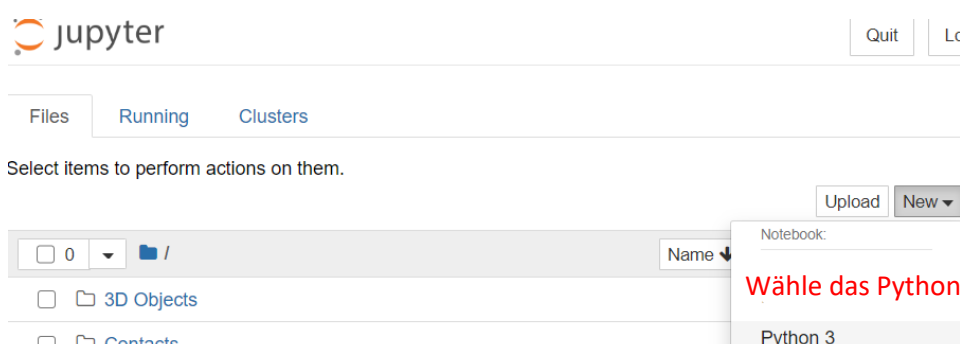 jupyter
Quit
Files Running Clusters
Select items to perform actions on them.
Upload New
0 / Name
Notebook:
Wähle das Python
3D Objects
Python 3
Contacts